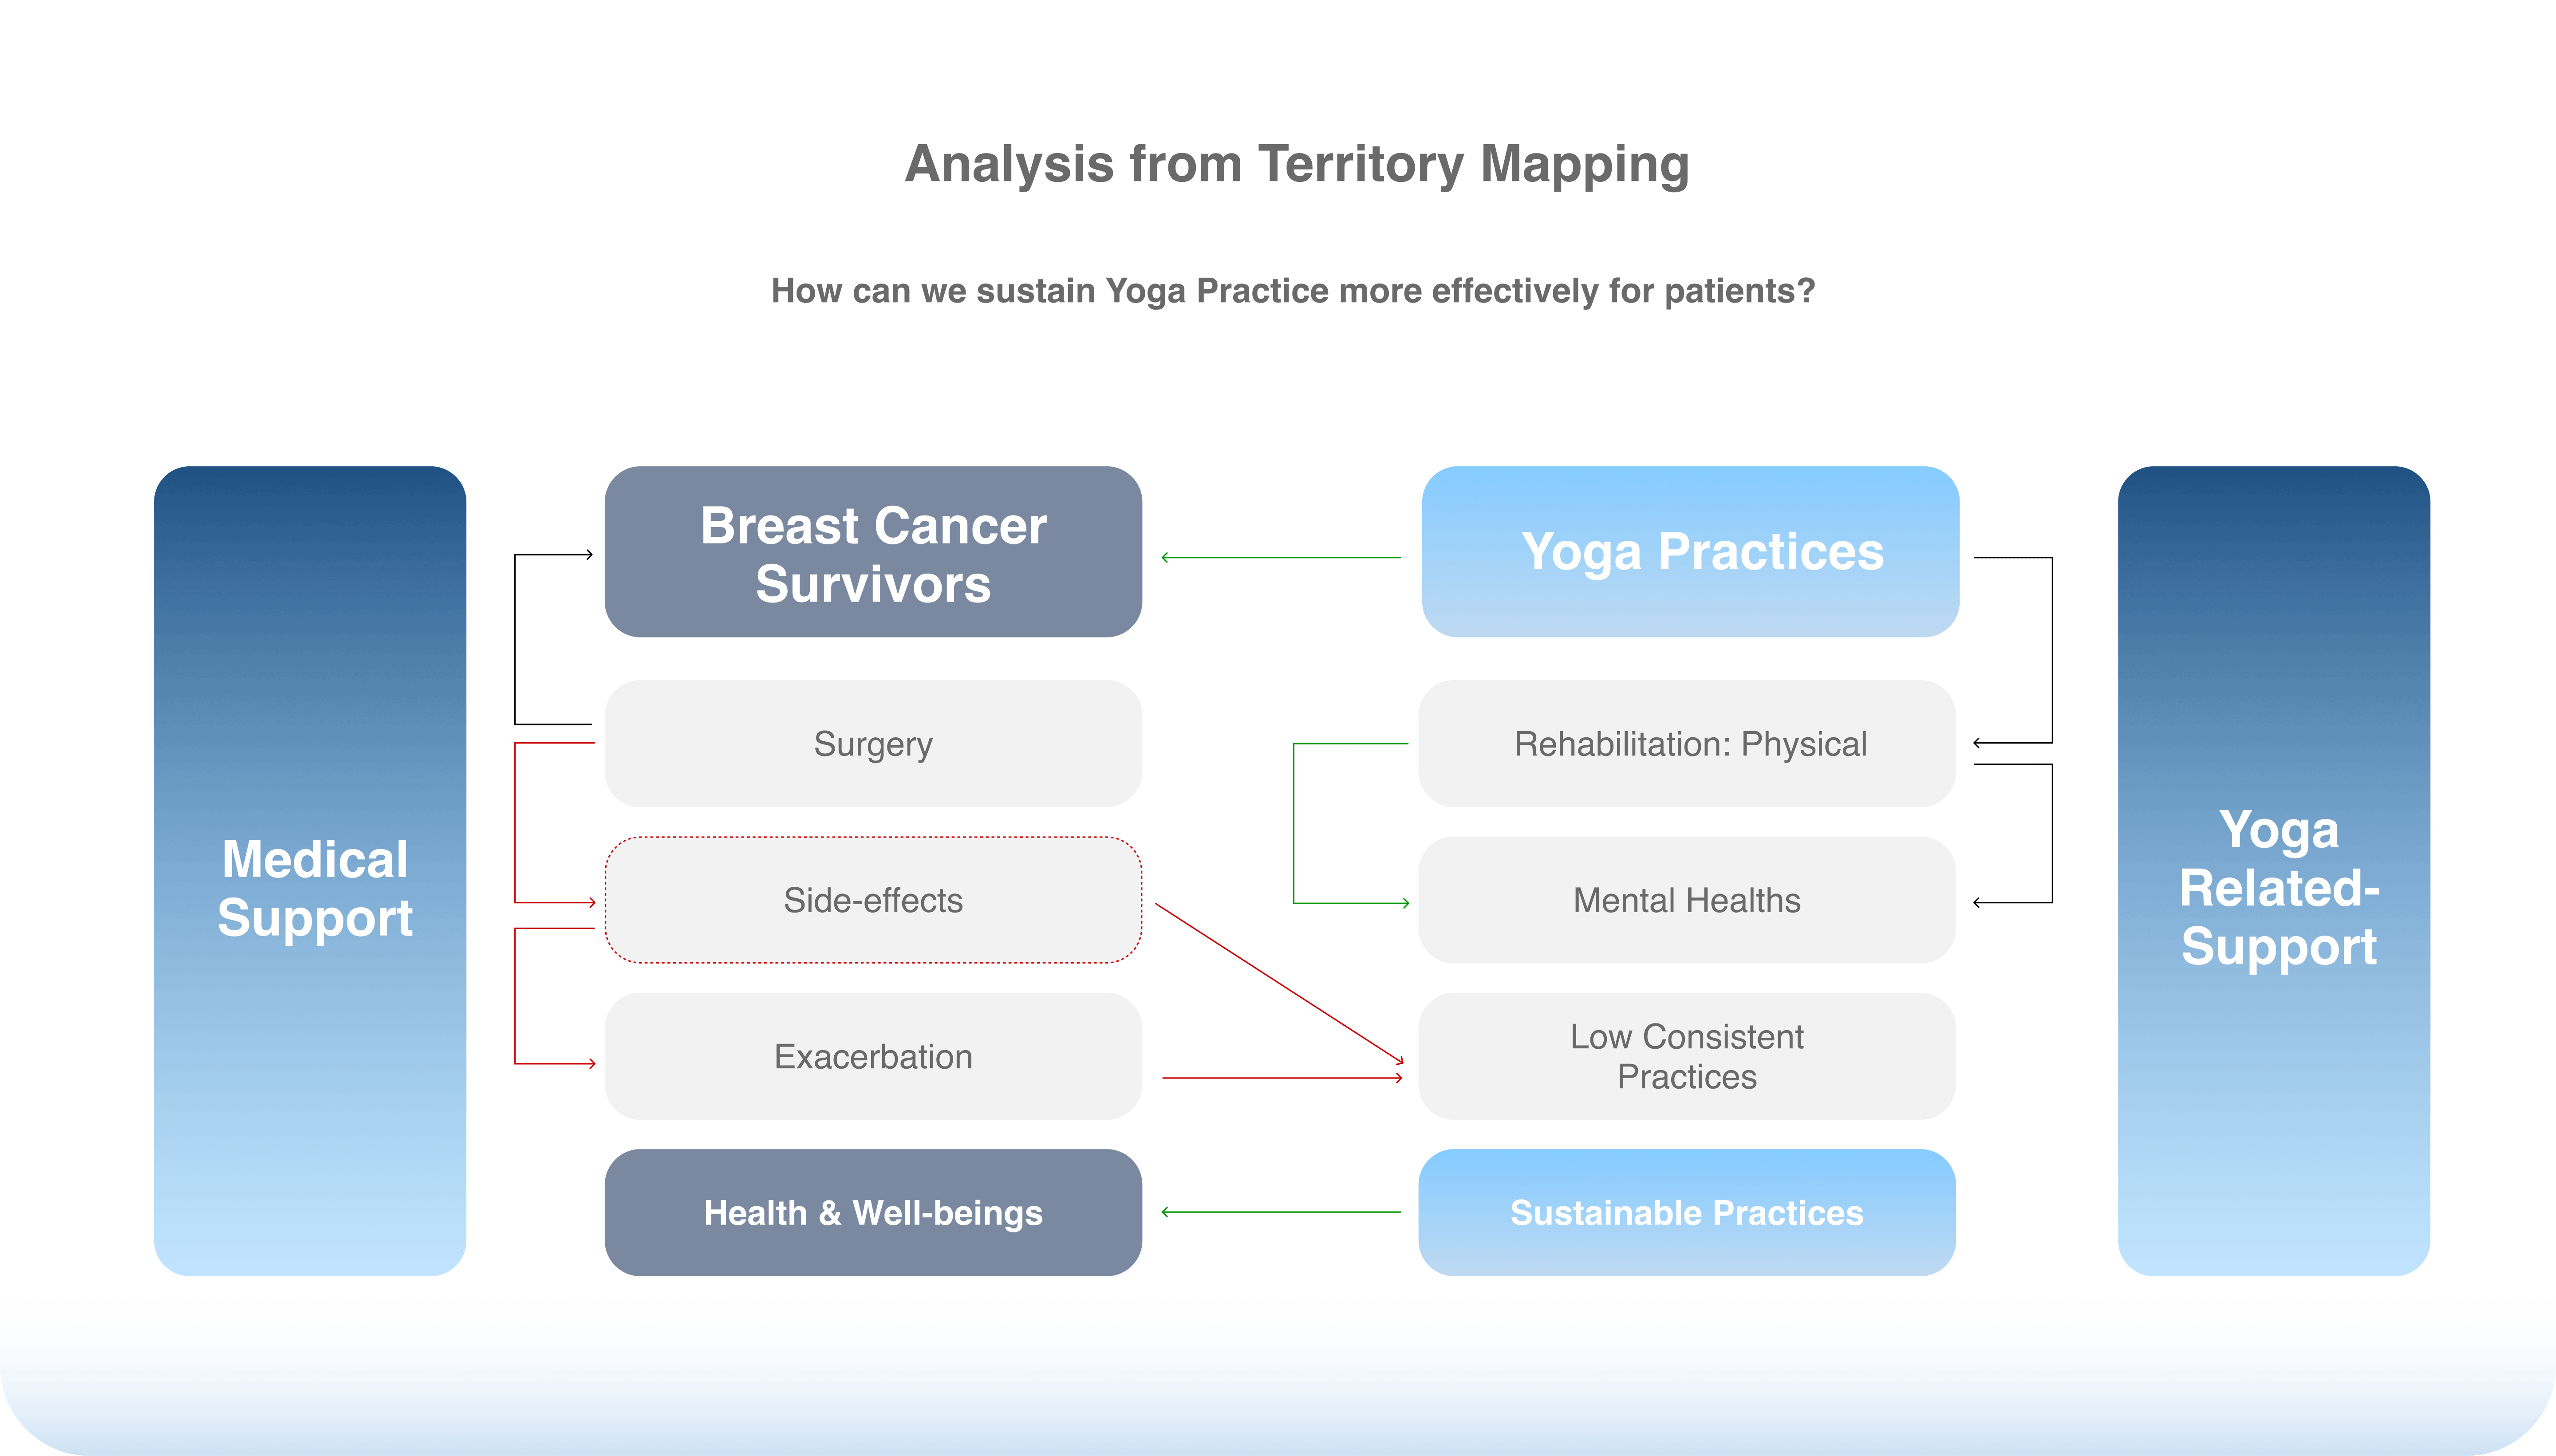 Analysis from Territory Mapping
How can we sustain Yoga Practice more effectively for patients?
Medical
Support
Breast Cancer
Survivors
Surgery
Side-effects
Exacerbation
Health & Well-beings
Yoga Practices
Rehabilitation: Physical
Mental Healths
Low Consistent
Practices
Sustainable Practices
Yoga
Related-
Support